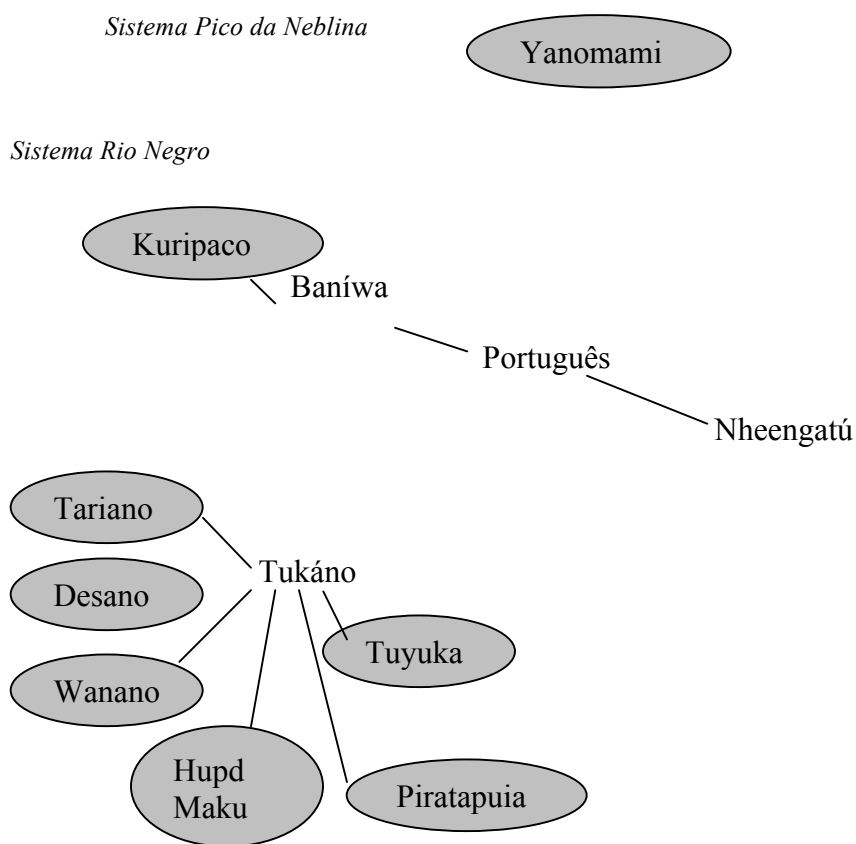 Sistema Pico da Neblina
Yanomami
Sistema Rio Negro
Kuripaco
Baníwa
Português
Nheengatú
Tariano
Tukáno
Desano
Tuyuka
Wanano
Hupd
Maku
Piratapuia